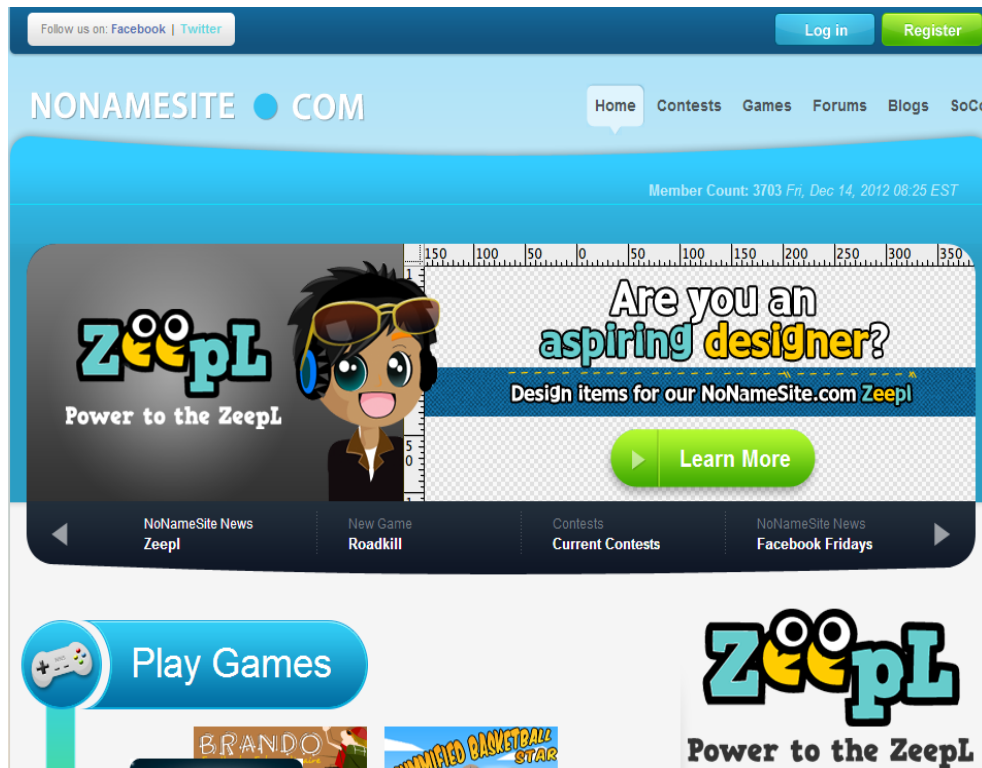 Follow us on: Facebook | Twitter
Log in
Register
NONAMESITE COM
Home Contests Games Forums Blogs
Member Count: 3703 Fri, Dec 14, 2012 08:25 EST
150 100 50 0 50 100 150 200 250 300 350
Zeepl
Power to the ZeepL
Are you an
aspiring designer?
Design items for our NoNameSite.com Zeepl
5
0
Learn More
NoNameSite News
Zeepl
New Game
Roadkill
Contests
Current Contests
NoNameSite News
Facebook Fridays
Play Games
BRANDO
BASKETBALL
STAR
ZeepL
Power to the ZeepL